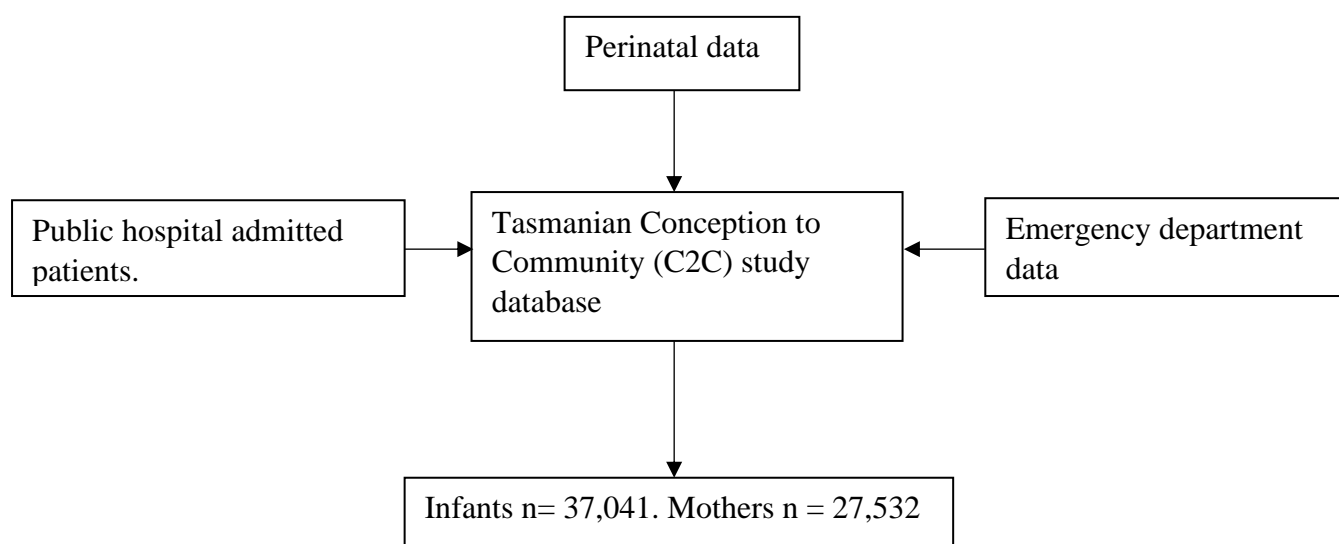 Perinatal data
Public hospital admitted
patients.
Tasmanian Conception to
Community (C2C) study
database
Emergency department
data
Infants n= 37,041. Mothers n = 27,532